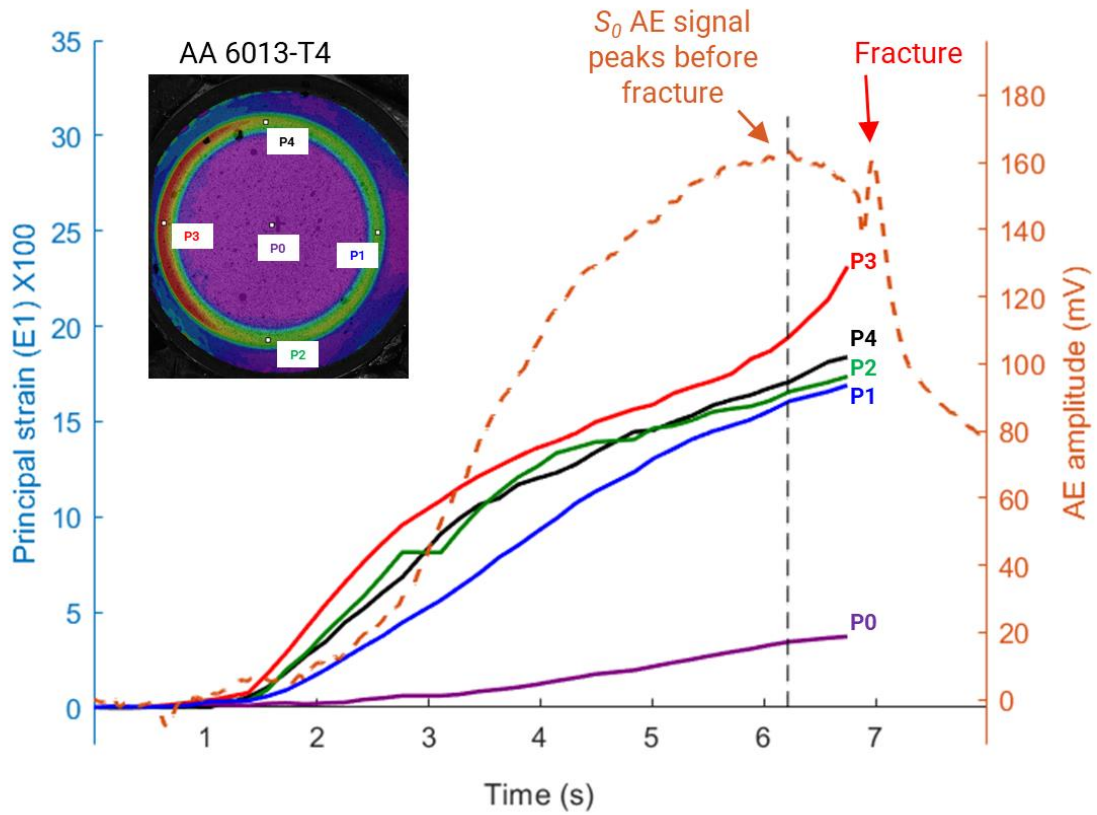 AA 6013-T4
S₀ AE signal
peaks before
fracture
Fracture
P4
P3
P0
P1
P2
P3
P4
P2
P1
P0
35
30
25
20
15
10
5
0
Principal strain (E1) X100
180
160
140
120
100
80
60
40
20
0
AE amplitude (mV)
1 2 3 4 5 6 7
Time (s)